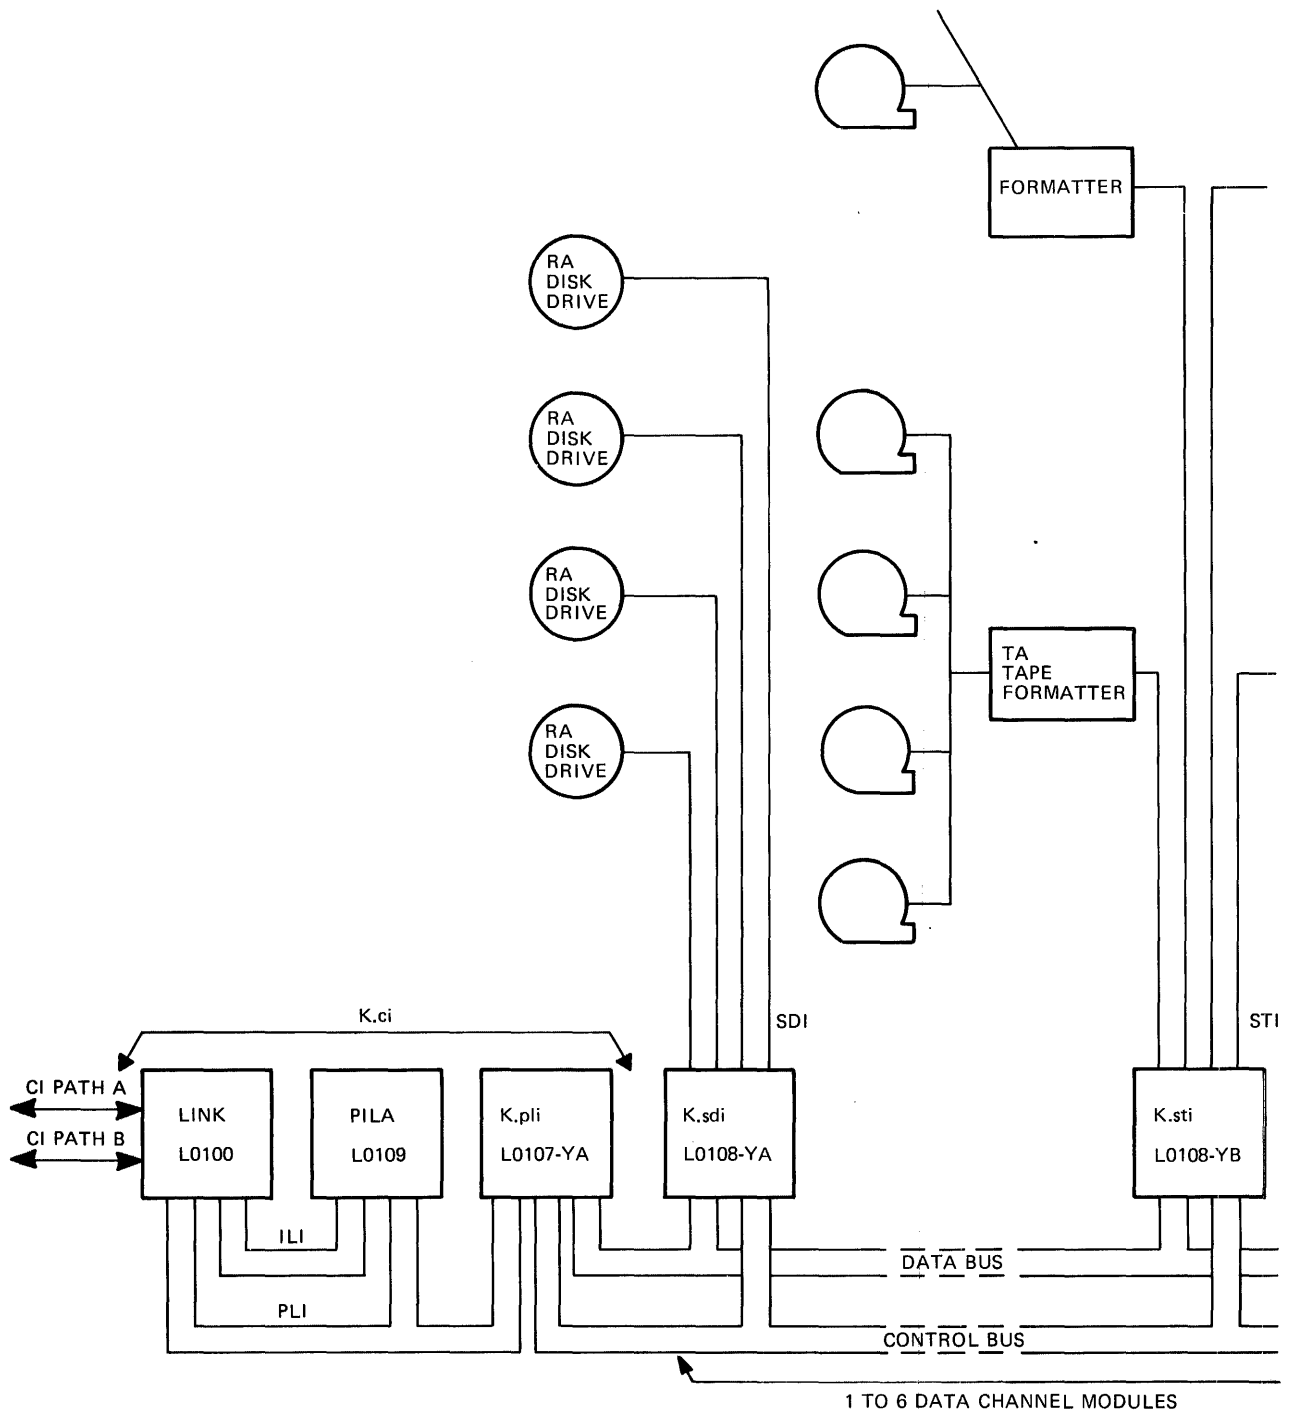 FORMATTER
RA
DISK
DRIVE
RA
DISK
DRIVE
RA
DISK
DRIVE
TA
TAPE
FORMATTER
RA
DISK
DRIVE
K.ci
SDI
STI
CI PATH A
CI PATH B
LINK
L0100
PILA
L0109
K.pli
L0107-YA
K.sdi
L0108-YA
K.sti
L0108-YB
ILI
DATA BUS
PLI
CONTROL BUS
1 TO 6 DATA CHANNEL MODULES